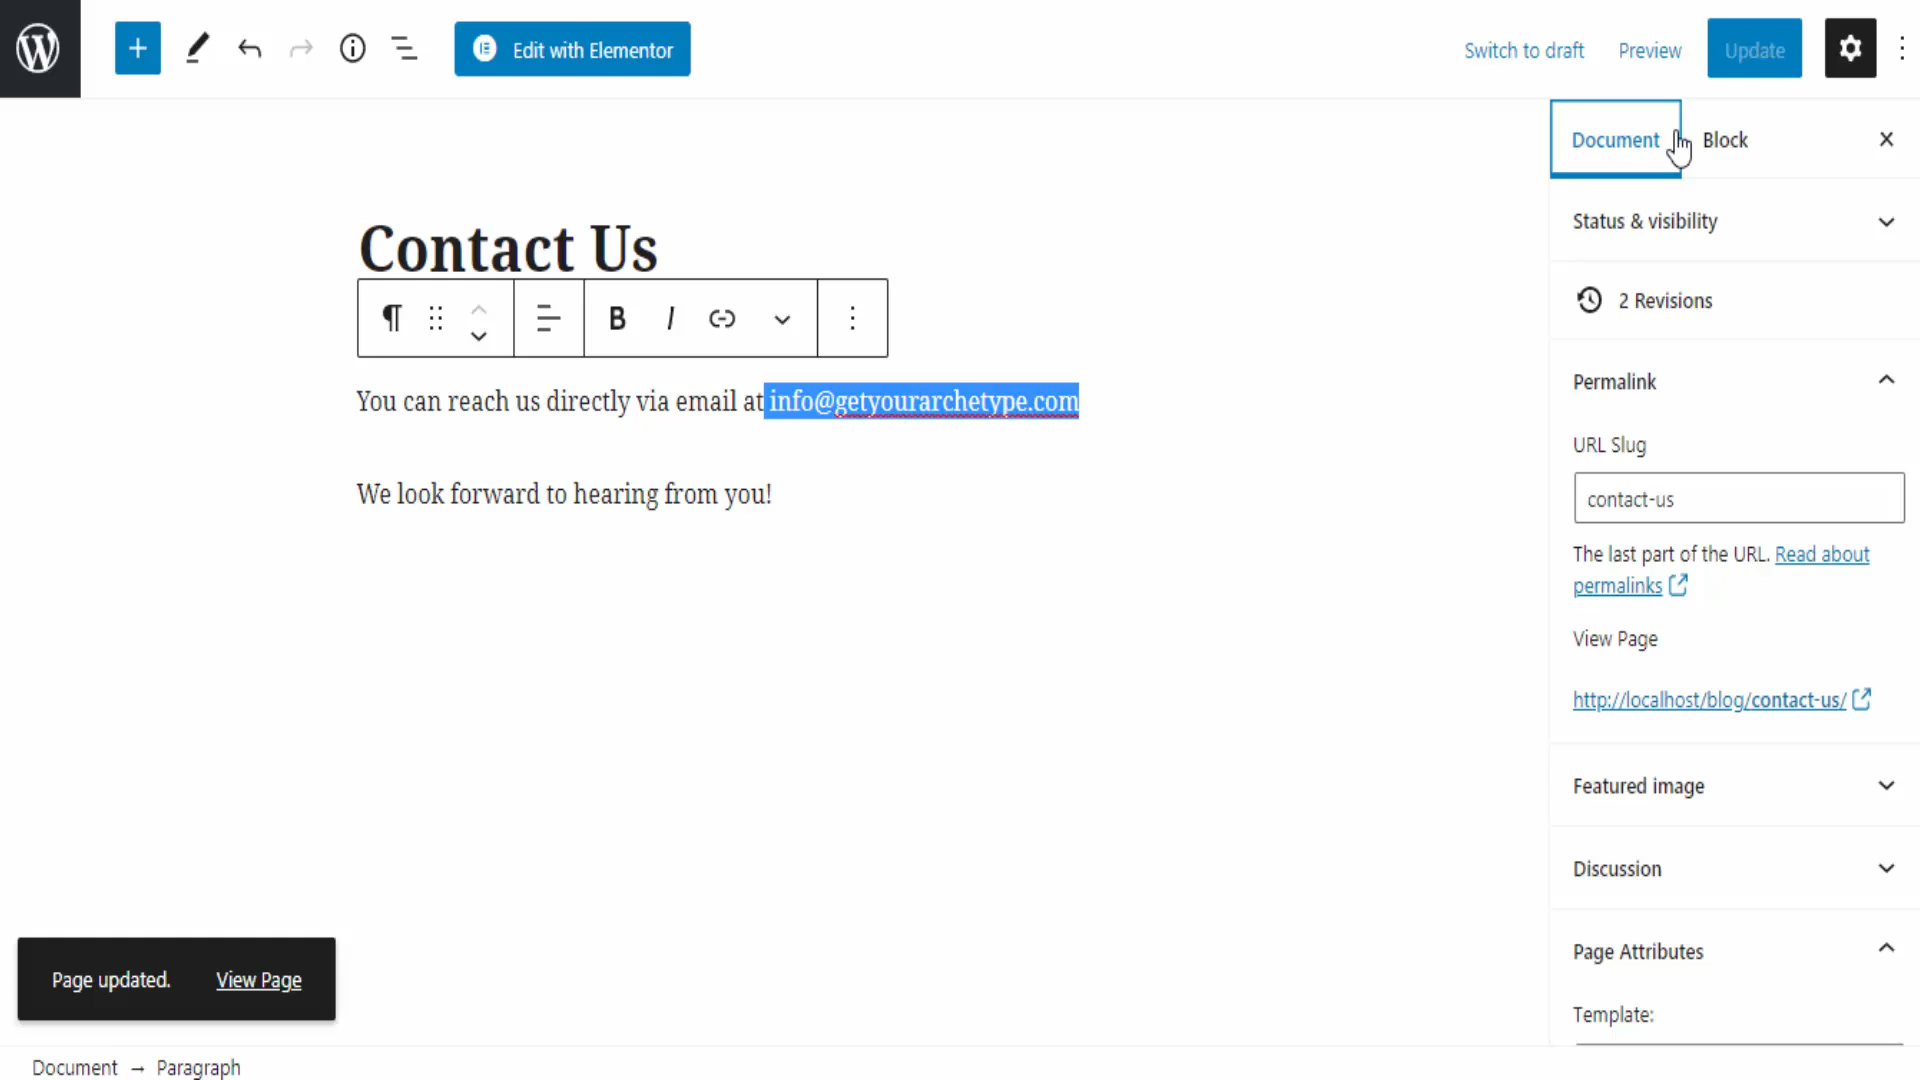 Edit with Elementor
Switch to draft
Preview
Update
Document
Block
Contact Us
You can reach us directly via email at info@getyourarchetype.com
We look forward to hearing from you!
Status & visibility
2 Revisions
Permalink
URL Slug
contact-us
The last part of the URL. Read about
permalinks
View Page
http://localhost/blog/contact-us/
Featured image
Discussion
Page Attributes
Template:
Page updated. View Page
Document → Paragraph